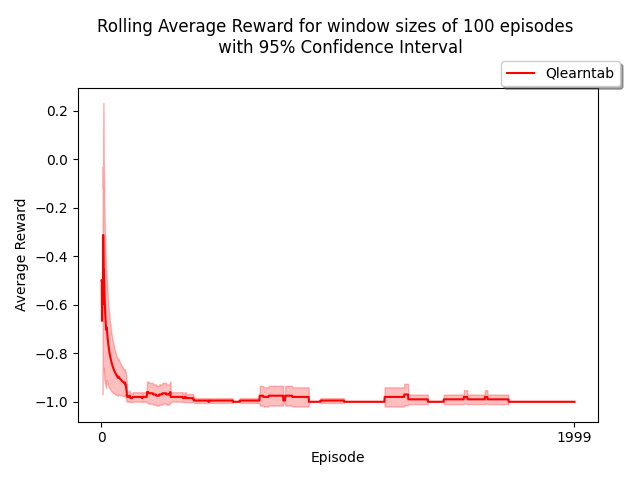 Rolling Average Reward for window sizes of 100 episodes
with 95% Confidence Interval
Qlearntab
0.2
0.0
−0.2
−0.4
−0.6
−0.8
−1.0
Average Reward
0
1999
Episode